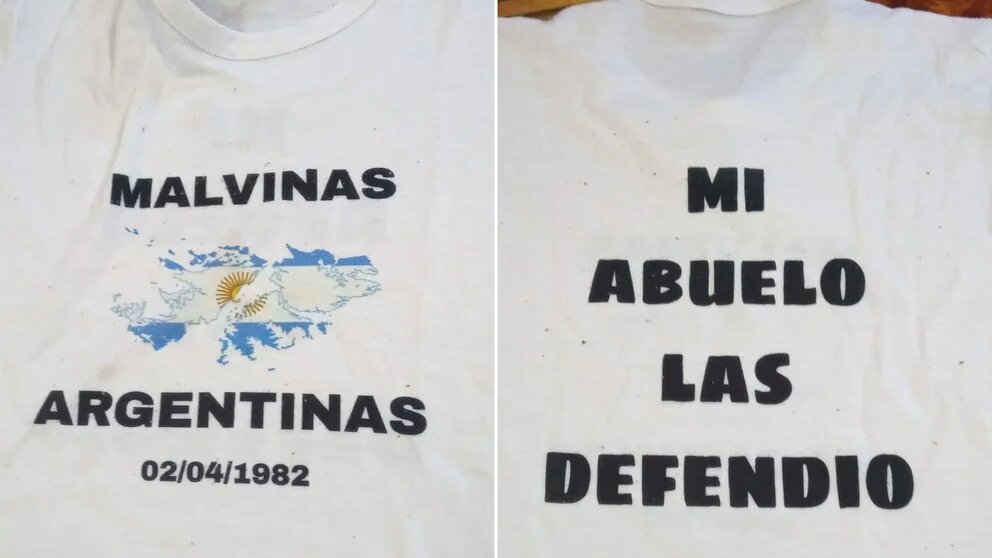 MALVINAS
ARGENTINAS
02/04/1982
MI
ABUELO
LAS
DEFENDIO